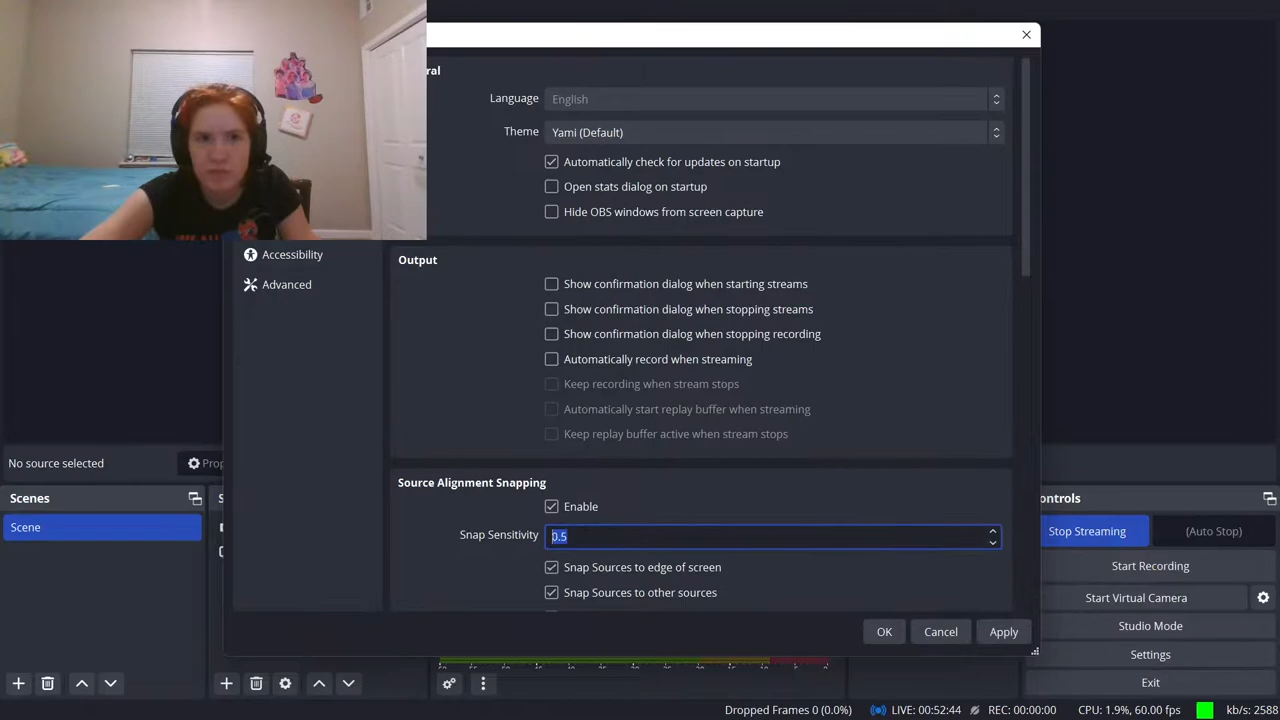 ral
Language English
Theme Yami (Default)
Automatically check for updates on startup
Open stats dialog on startup
Hide OBS windows from screen capture
Accessibility
Advanced
Output
Show confirmation dialog when starting streams
Show confirmation dialog when stopping streams
Show confirmation dialog when stopping recording
Automatically record when streaming
Keep recording when stream stops
Automatically start replay buffer when streaming
Keep replay buffer active when stream stops
Source Alignment Snapping
Enable
Snap Sensitivity 0.5
Snap Sources to edge of screen
Snap Sources to other sources
OK Cancel Apply
No source selected
Prop
Scenes
Scene
ontrols
Stop Streaming (Auto Stop)
Start Recording
Start Virtual Camera
Studio Mode
Settings
Exit
Dropped Frames 0 (0.0%) LIVE: 00:52:44 REC: 00:00:00 CPU: 1.9%, 60.00 fps kb/s: 2588